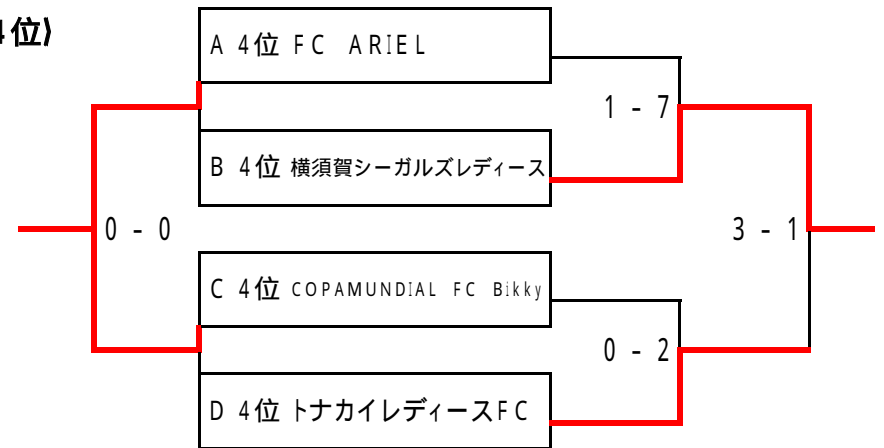 4位)
A 4位 FC ARIEL
1 - 7
B 4位 横須賀シーガルズレディース
0 - 0
3 - 1
C 4位 COPAMUNDIAL FC Bikky
0 - 2
D 4位 トナカイレディースFC